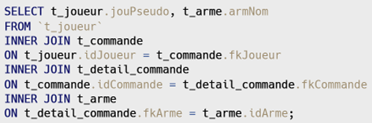 SELECT t_joueur.jouPseudo, t_arme.armNom
FROM `t_joueur`
INNER JOIN t_commande
ON t_joueur.idJoueur = t_commande.fkJoueur
INNER JOIN t_detail_commande
ON t_commande.idCommande = t_detail_commande.fkCommande
INNER JOIN t_arme
ON t_detail_commande.fkArme = t_arme.idArme;